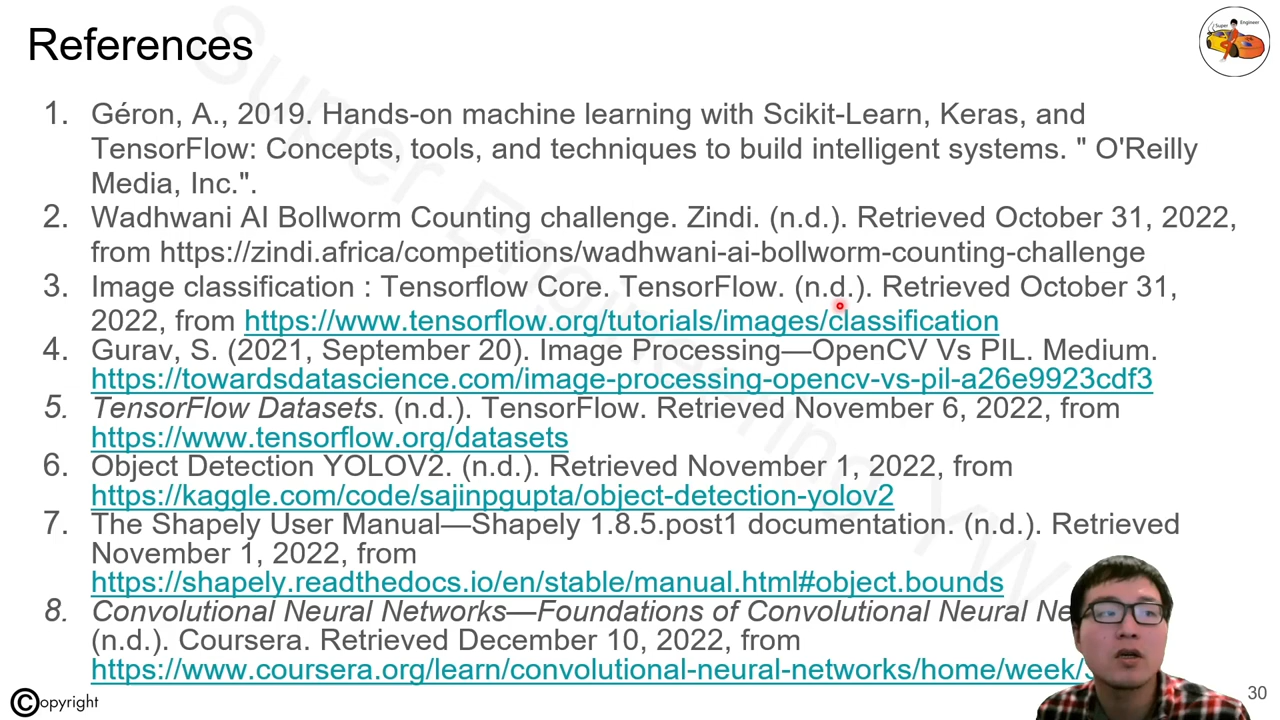 References
Super Engineer
1. Géron, A., 2019. Hands-on machine learning with Scikit-Learn, Keras, and
TensorFlow: Concepts, tools, and techniques to build intelligent systems. " O'Reilly
Media, Inc.".
2. Wadhwani AI Bollworm Counting challenge. Zindi. (n.d.). Retrieved October 31, 2022,
from https://zindi.africa/competitions/wadhwani-ai-bollworm-counting-challenge
3. Image classification : Tensorflow Core. TensorFlow. (n.d.). Retrieved October 31,
2022, from https://www.tensorflow.org/tutorials/images/classification
4. Gurav, S. (2021, September 20). Image Processing—OpenCV Vs PIL. Medium.
https://towardsdatascience.com/image-processing-opencv-vs-pil-a26e9923cdf3
5. TensorFlow Datasets. (n.d.). TensorFlow. Retrieved November 6, 2022, from
https://www.tensorflow.org/datasets
6. Object Detection YOLOV2. (n.d.). Retrieved November 1, 2022, from
https://kaggle.com/code/sajinpgupta/object-detection-yolov2
7. The Shapely User Manual—Shapely 1.8.5.post1 documentation. (n.d.). Retrieved
November 1, 2022, from
https://shapely.readthedocs.io/en/stable/manual.html#object.bounds
8. Convolutional Neural Networks—Foundations of Convolutional Neural Ne
(n.d.). Coursera. Retrieved December 10, 2022, from
https://www.coursera.org/learn/convolutional-neural-networks/home/week/
Super Engineering YW
©opyright
30